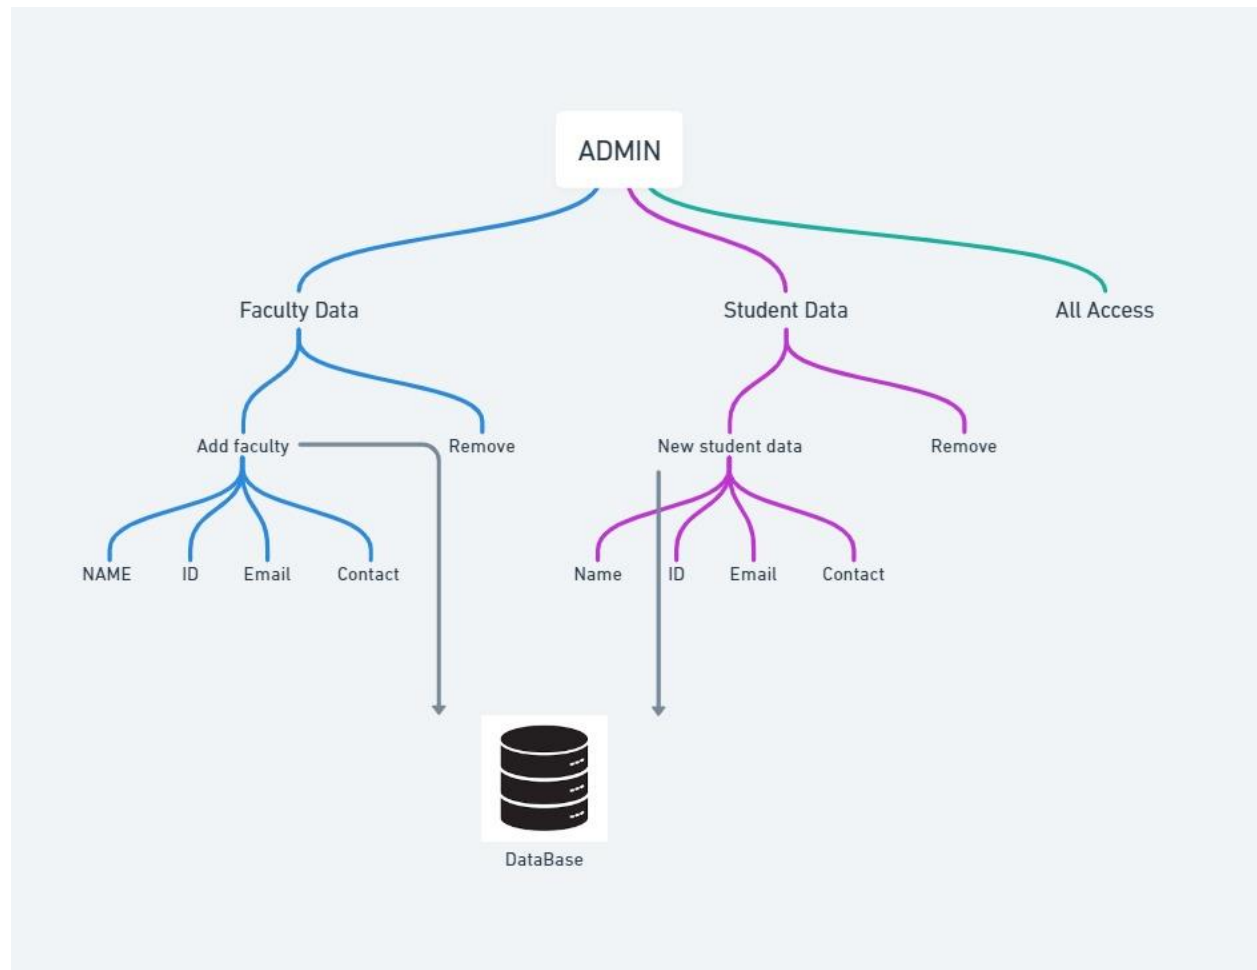 ADMIN
Faculty Data
Student Data
All Access
Add faculty
Remove
New student data
Remove
NAME
ID
Email
Contact
Name
ID
Email
Contact
DataBase